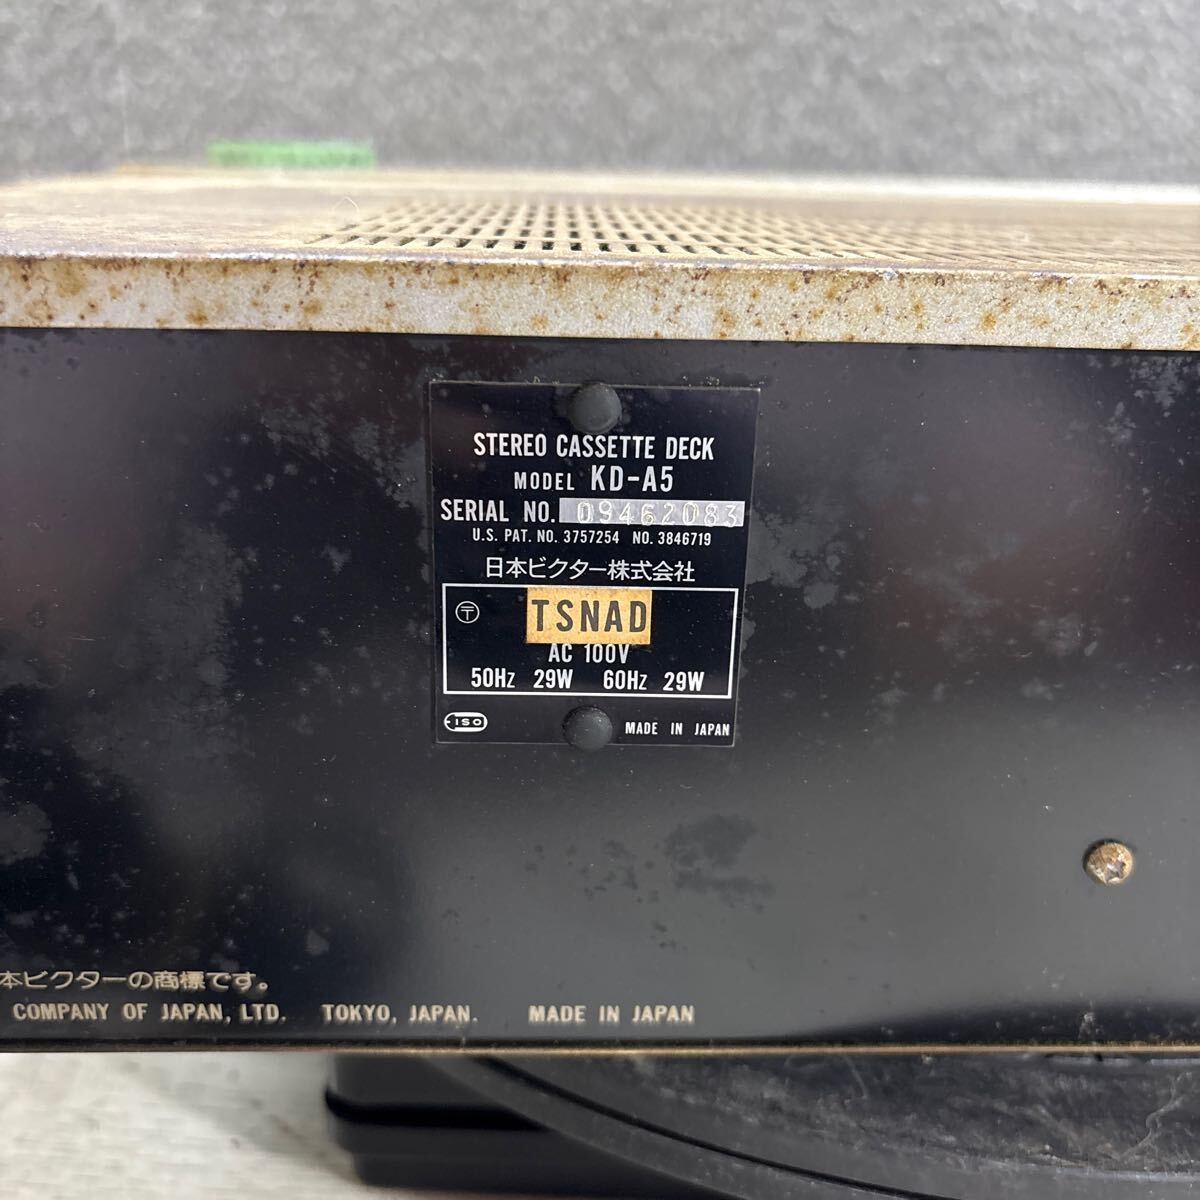 STEREO CASSETTE DECK
MODEL KD-A5
SERIAL NO. 09462083
U.S. PAT. NO. 3757254 NO. 3846719
日本ビクター株式会社
〒 TSNAD
AC 100V
50Hz 29W 60Hz 29W
ISO MADE IN JAPAN
本ビクターの商標です。
COMPANY OF JAPAN, LTD. TOKYO, JAPAN. MADE IN JAPAN